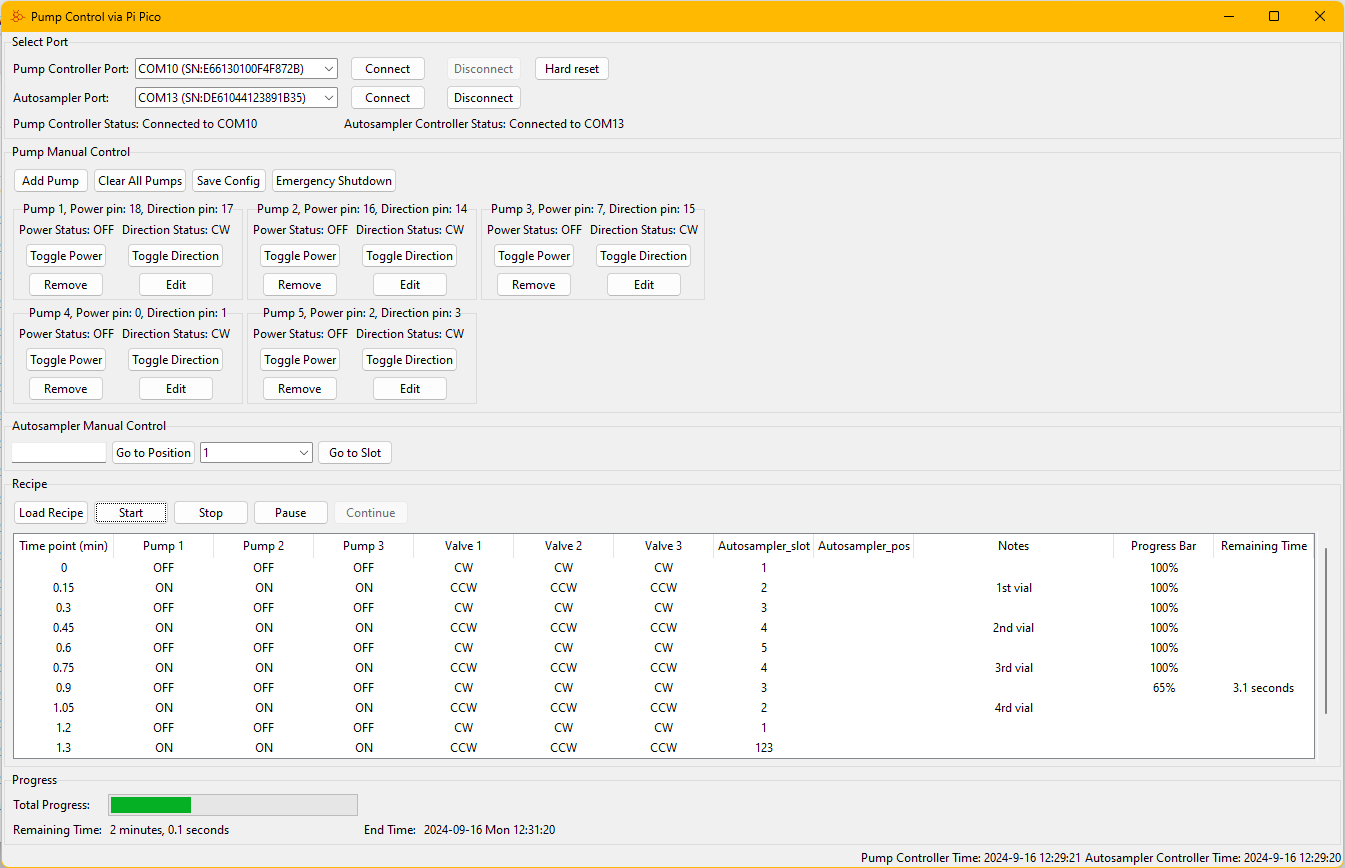 Pump Control via Pi Pico
Select Port
Pump Controller Port: COM10 (SN:E66130100F4F872B) Connect Disconnect Hard reset
Autosampler Port: COM13 (SN:DE61044123891B35) Connect Disconnect
Pump Controller Status: Connected to COM10 Autosampler Controller Status: Connected to COM13
Pump Manual Control
Add Pump Clear All Pumps Save Config Emergency Shutdown
Pump 1, Power pin: 18, Direction pin: 17 Pump 2, Power pin: 16, Direction pin: 14 Pump 3, Power pin: 7, Direction pin: 15
Power Status: OFF Direction Status: CW Power Status: OFF Direction Status: CW Power Status: OFF Direction Status: CW
Toggle Power Toggle Direction Toggle Power Toggle Direction Toggle Power Toggle Direction
Remove Edit Remove Edit Remove Edit
Pump 4, Power pin: 0, Direction pin: 1 Pump 5, Power pin: 2, Direction pin: 3
Power Status: OFF Direction Status: CW Power Status: OFF Direction Status: CW
Toggle Power Toggle Direction Toggle Power Toggle Direction
Remove Edit Remove Edit
Autosampler Manual Control
Go to Position 1 Go to Slot
Recipe
Load Recipe Start Stop Pause Continue
Time point (min) Pump 1 Pump 2 Pump 3 Valve 1 Valve 2 Valve 3 Autosampler_slot Autosampler_pos Notes Progress Bar Remaining Time
0 OFF OFF OFF CW CW CW 1 100%
0.15 ON ON ON CCW CCW CCW 2 1st vial 100%
0.3 OFF OFF OFF CW CW CW 3 100%
0.45 ON ON ON CCW CCW CCW 4 2nd vial 100%
0.6 OFF OFF OFF CW CW CW 5 100%
0.75 ON ON ON CCW CCW CCW 4 3rd vial 100%
0.9 OFF OFF OFF CW CW CW 3 65% 3.1 seconds
1.05 ON ON ON CCW CCW CCW 2 4rd vial
1.2 OFF OFF OFF CW CW CW 1
1.3 ON ON ON CCW CCW CCW 123
Progress
Total Progress:
Remaining Time: 2 minutes, 0.1 seconds End Time: 2024-09-16 Mon 12:31:20
Pump Controller Time: 2024-9-16 12:29:21 Autosampler Controller Time: 2024-9-16 12:29:20